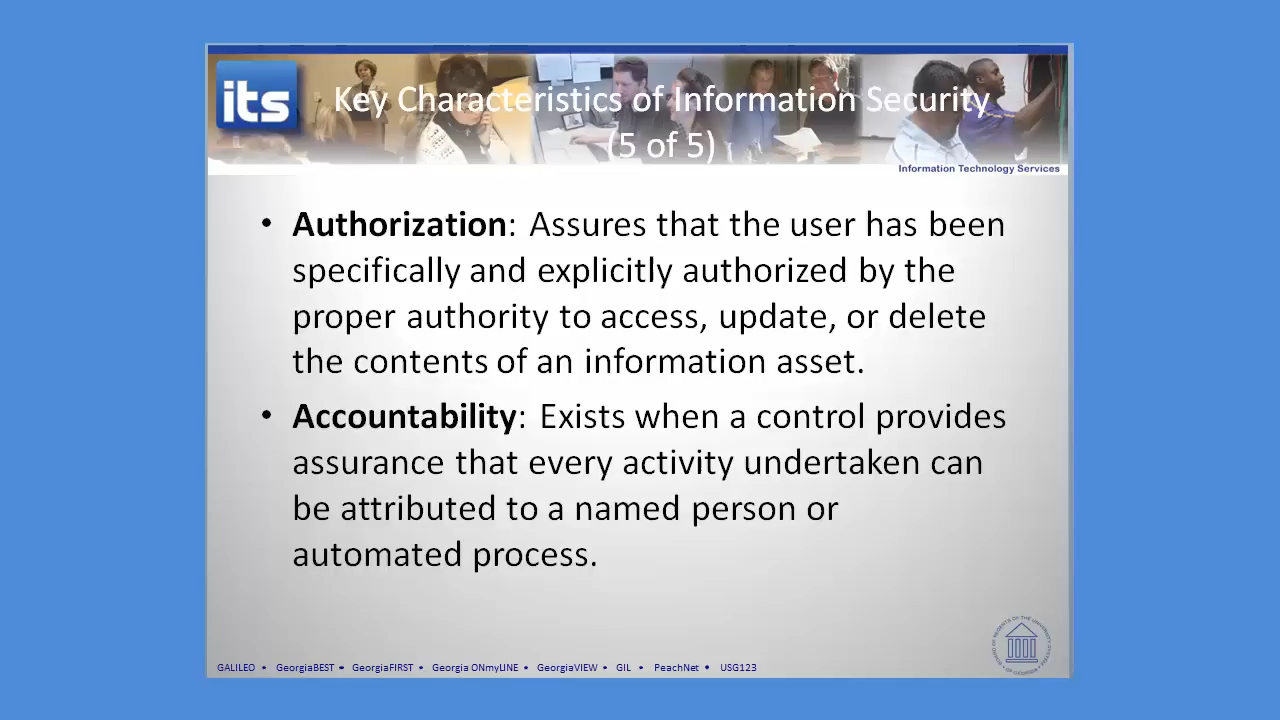 its
Key Characteristics of Information Security
(5 of 5)
Information Technology Services
• Authorization: Assures that the user has been
specifically and explicitly authorized by the
proper authority to access, update, or delete
the contents of an information asset.
• Accountability: Exists when a control provides
assurance that every activity undertaken can
be attributed to a named person or
automated process.
GALILEO • GeorgiaBEST • GeorgiaFIRST • Georgia ONmyLINE • GeorgiaVIEW • GIL • PeachNet • USG123